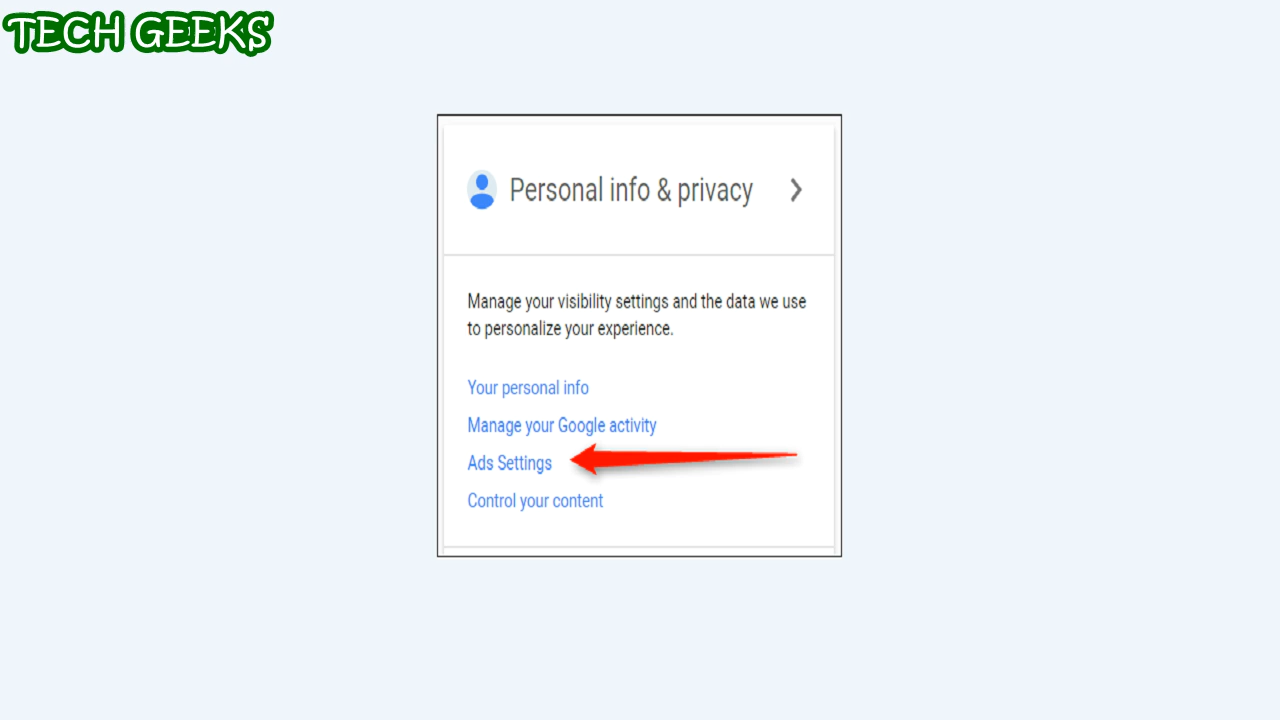 TECH GEEKS
Personal info & privacy
Manage your visibility settings and the data we use
to personalize your experience.
Your personal info
Manage your Google activity
Ads Settings
Control your content